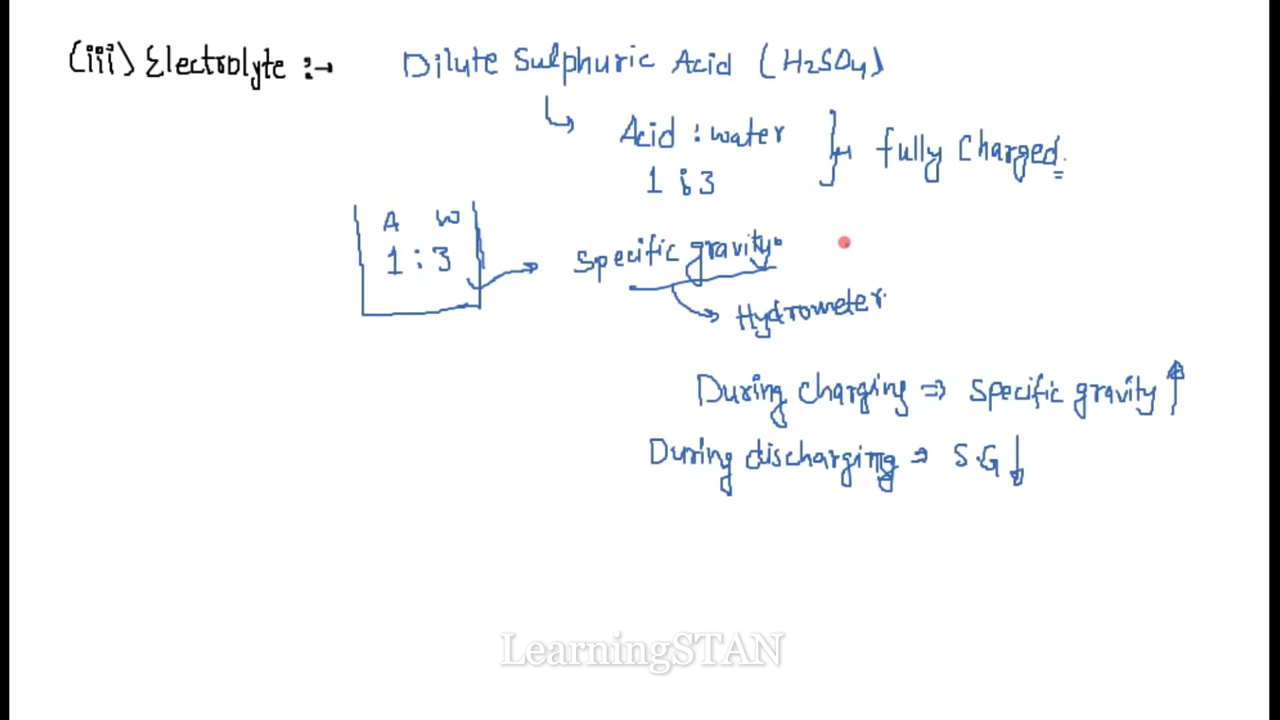 (iii) Electrolyte :→ Dilute Sulphuric Acid (H2SO4)
Acid : water } fully Charged.
1 : 3
A W
1 : 3 → Specific gravity.
Hydrometer.
During charging ⇒ Specific gravity ↑
During discharging → S.G ↓
LearningSTAN